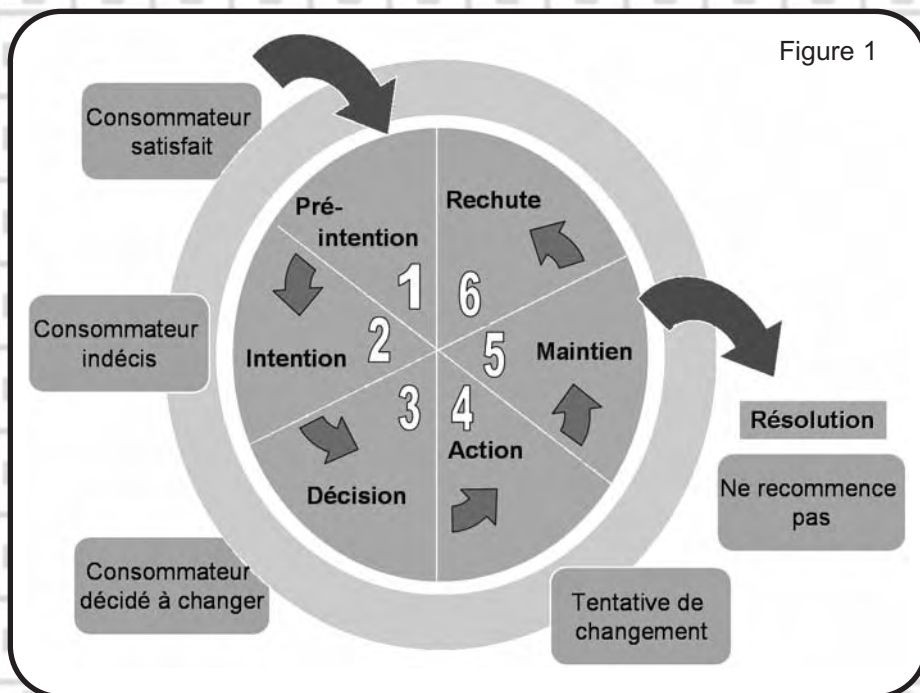 Figure 1
Consommateur
satisfait
Pré-
intention
1
Rechute
6
Consommateur
indécis
Intention
2
5
Maintien
3
4
Action
Décision
Résolution
Ne recommence
pas
Consommateur
décidé à changer
Tentative de
changement